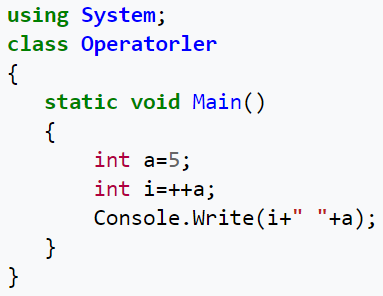 using System;
class Operatorler
{
   static void Main()
   {
       int a=5;
       int i=++a;
       Console.Write(i+" "+a);
   }
}